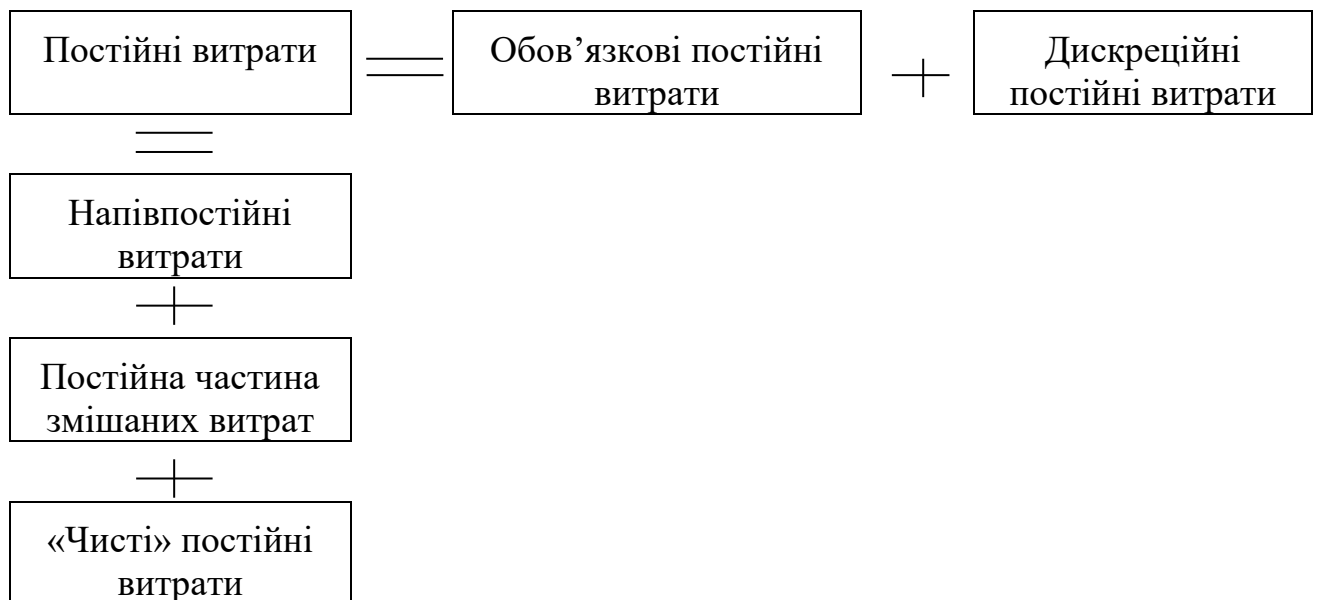 Постійні витрати
Обов’язкові постійні
витрати
Дискреційні
постійні витрати
Напівпостійні
витрати
Постійна частина
змішаних витрат
«Чисті» постійні
витрати